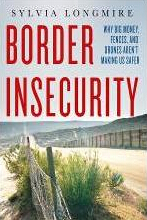 SYLVIA LONGMIRE
BORDER
INSECURITY
WHY BIG MONEY,
FENCES, AND
DRONES AREN'T
MAKING US SAFER